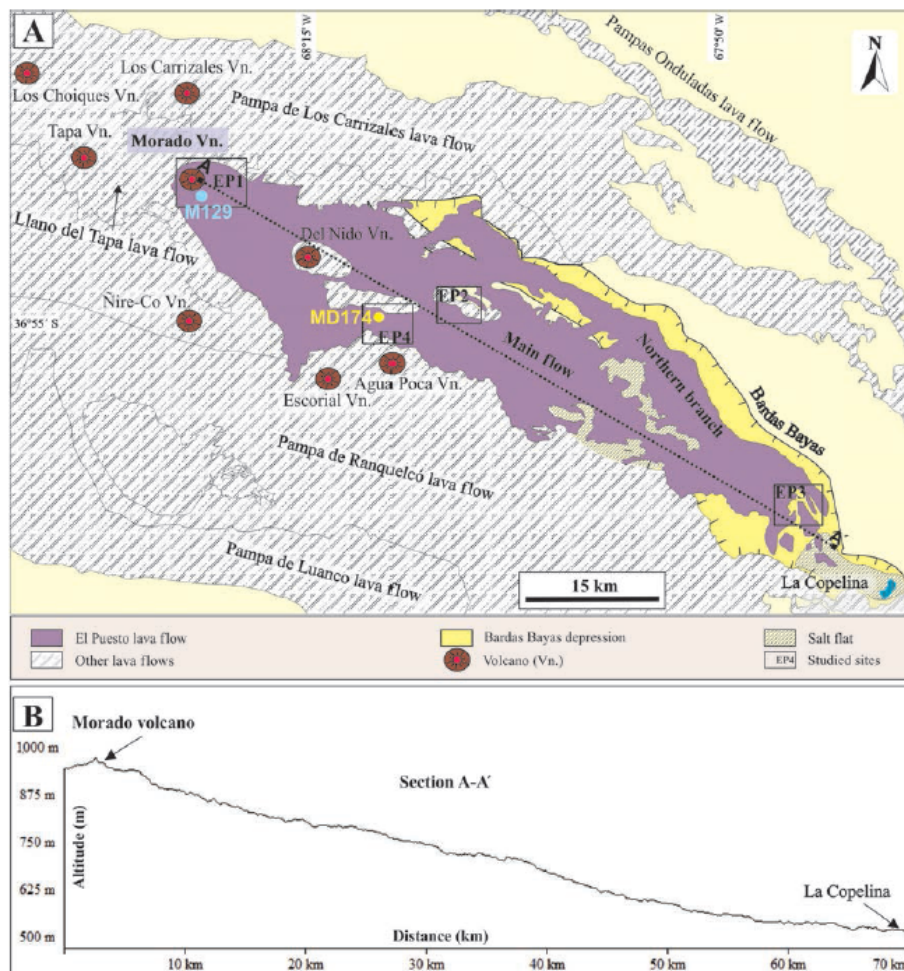 A
68°15' W
67°50' W
N
Pampas Onduladas lava flow
Los Carrizales Vn.
Los Choiques Vn.
Pampa de Los Carrizales lava flow
Tapa Vn.
Morado Vn.
A
EP1
M129
Llano del Tapa lava flow
Del Nido Vn.
Ñire-Co Vn.
36°55' S
EP2
MD174
EP4
Main flow
Northern branch
Agua Poca Vn.
Escorial Vn.
Bardas Bayas
Pampa de Ranquelcó lava flow
EP3
A´
Pampa de Luanco lava flow
15 km
La Copelina
El Puesto lava flow
Bardas Bayas depression
Salt flat
Other lava flows
Volcano (Vn.)
EP4
Studied sites
B
Morado volcano
1000 m
Section A-A´
875 m
Altitude (m)
750 m
625 m
La Copelina
500 m
Distance (km)
10 km
20 km
30 km
40 km
50 km
60 km
70 km